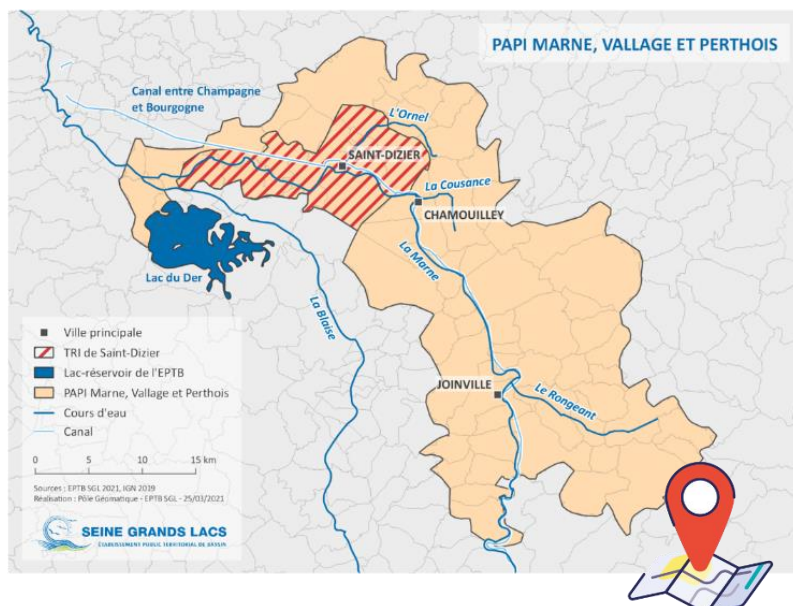 PAPI MARNE, VALLAGE ET PERTHOIS
Canal entre Champagne
et Bourgogne
L'Ornel
SAINT-DIZIER
La Cousance
CHAMOUILLEY
La Marne
Lac du Der
La Blaise
JOINVILLE
Le Rongeant
Ville principale
TRI de Saint-Dizier
Lac-réservoir de l'EPTB
PAPI Marne, Vallage et Perthois
Cours d'eau
Canal
0 5 10 15 km
Sources : EPTB SGL 2021, IGN 2019
Réalisation : Pôle Géomatique - EPTB SGL - 25/03/2021
SEINE GRANDS LACS
ÉTABLISSEMENT PUBLIC TERRITORIAL DE BASSIN